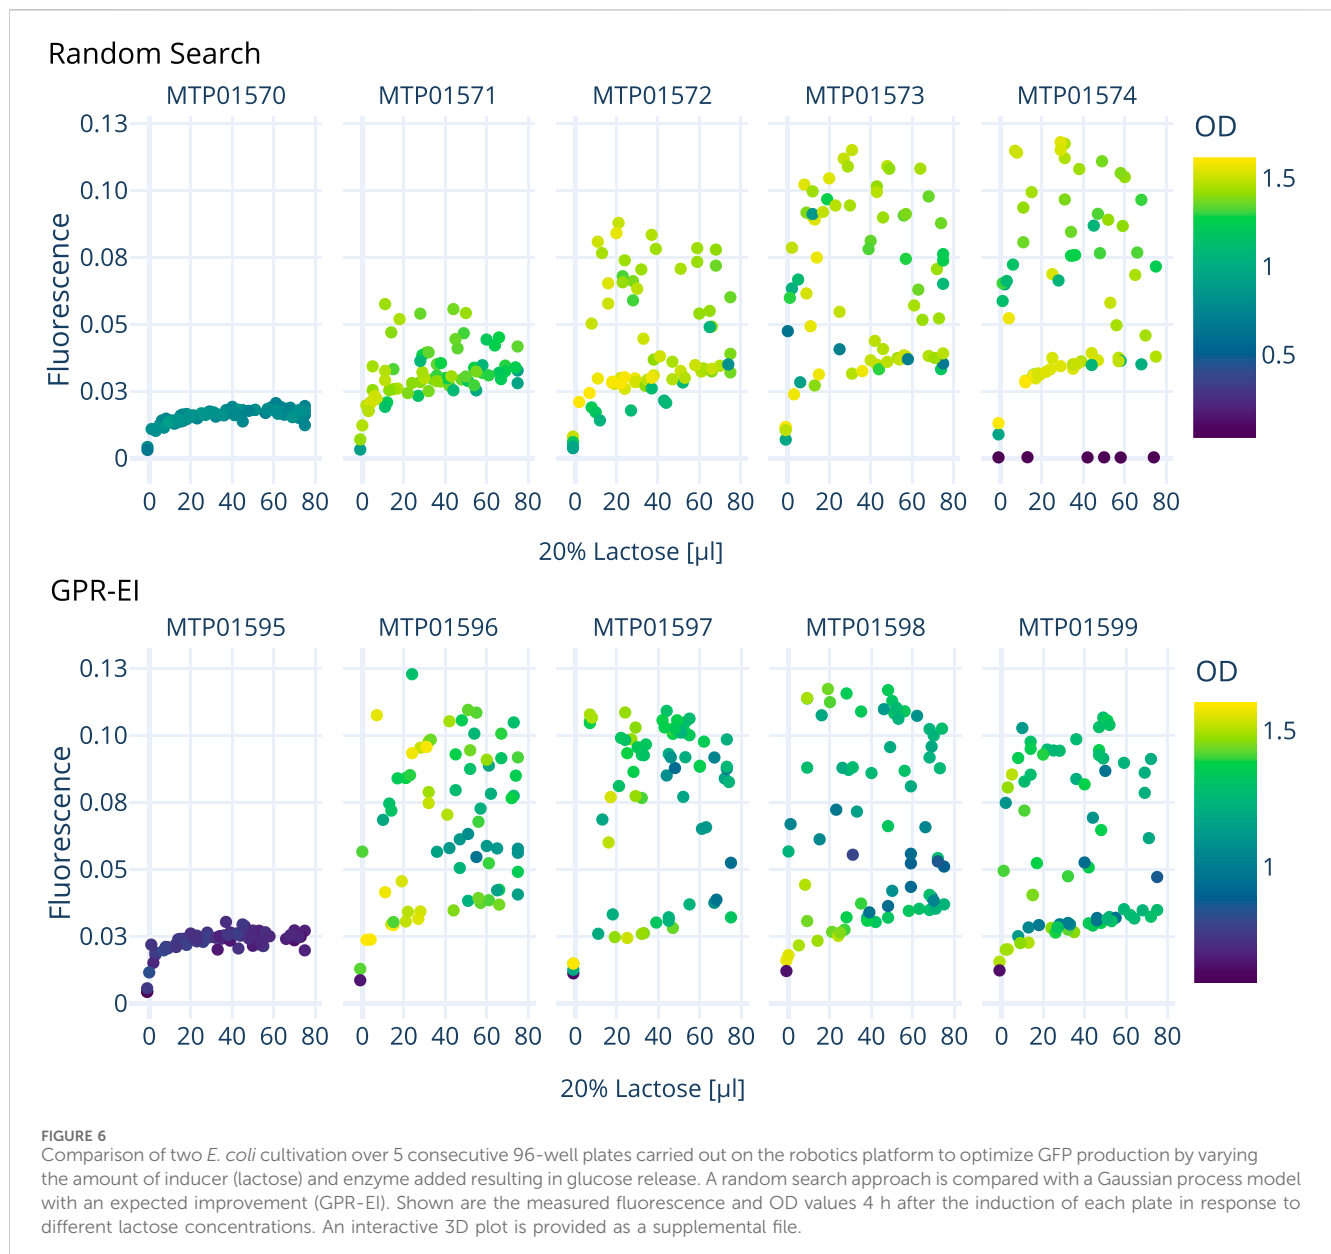 Random Search
MTP01570 MTP01571 MTP01572 MTP01573 MTP01574
OD
0.13
0.10
0.08
0.05
0.03
0
Fluorescence
1.5
1
0.5
0 20 40 60 80 0 20 40 60 80 0 20 40 60 80 0 20 40 60 80 0 20 40 60 80
20% Lactose [µl]
GPR-EI
MTP01595 MTP01596 MTP01597 MTP01598 MTP01599
OD
0.13
0.10
0.08
0.05
0.03
0
Fluorescence
1.5
1
0 20 40 60 80 0 20 40 60 80 0 20 40 60 80 0 20 40 60 80 0 20 40 60 80
20% Lactose [µl]
FIGURE 6
Comparison of two E. coli cultivation over 5 consecutive 96-well plates carried out on the robotics platform to optimize GFP production by varying
the amount of inducer (lactose) and enzyme added resulting in glucose release. A random search approach is compared with a Gaussian process model
with an expected improvement (GPR-EI). Shown are the measured fluorescence and OD values 4 h after the induction of each plate in response to
different lactose concentrations. An interactive 3D plot is provided as a supplemental file.